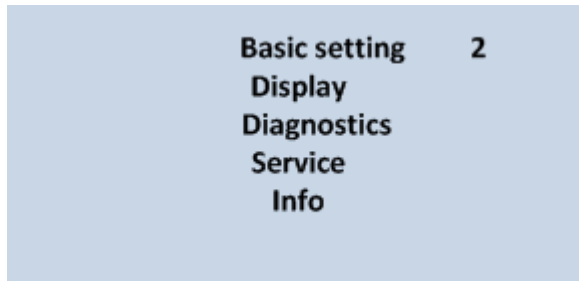 Basic setting 2
Display
Diagnostics
Service
Info